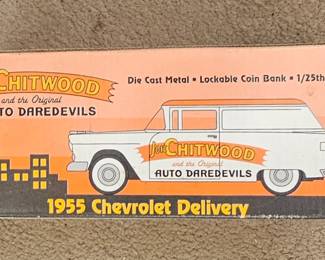 CHITWOOD
and the Original
AUTO DAREDEVILS
Die Cast Metal • Lockable Coin Bank • 1/25th
CHITWOOD
and the Original
AUTO DAREDEVILS
1955 Chevrolet Delivery